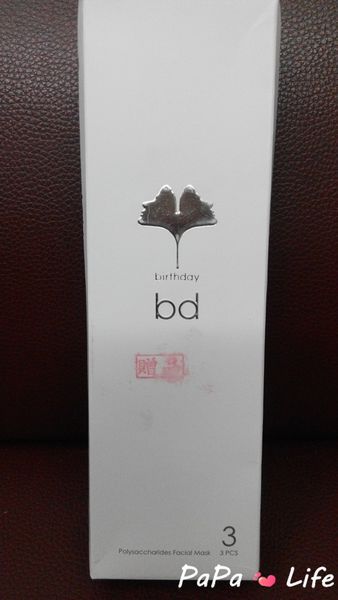 birthday
bd
贈
3
Polysaccharides Facial Mask 3 PCS
PaPa Life